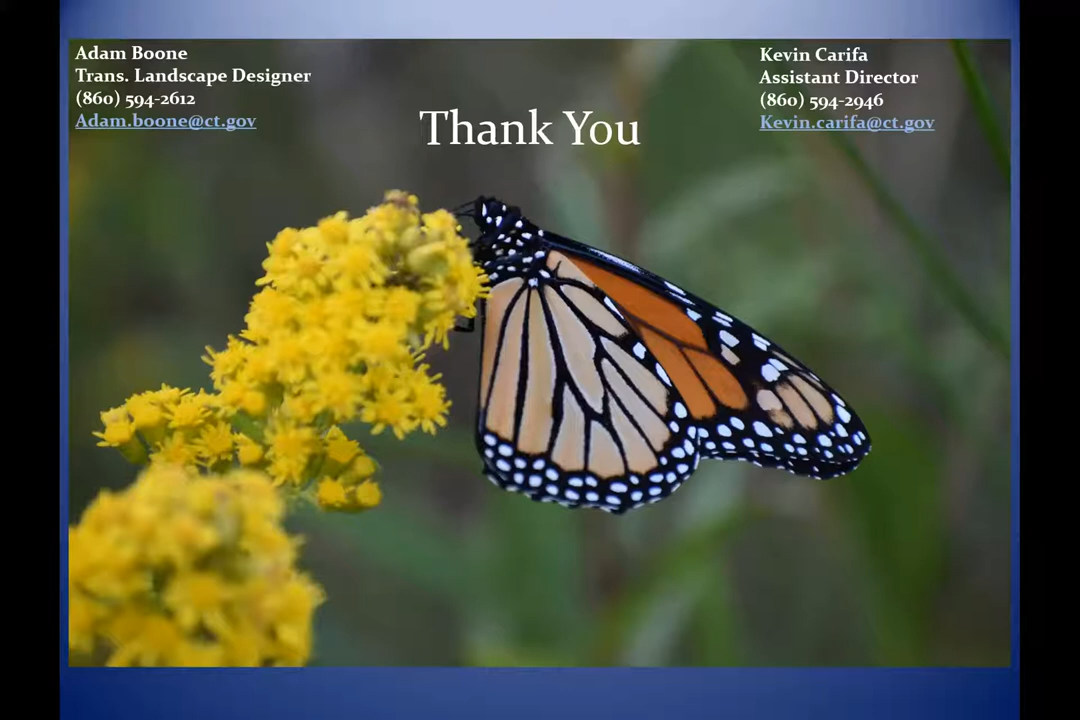 Adam Boone
Trans. Landscape Designer
(860) 594-2612
Adam.boone@ct.gov
Thank You
Kevin Carifa
Assistant Director
(860) 594-2946
Kevin.carifa@ct.gov